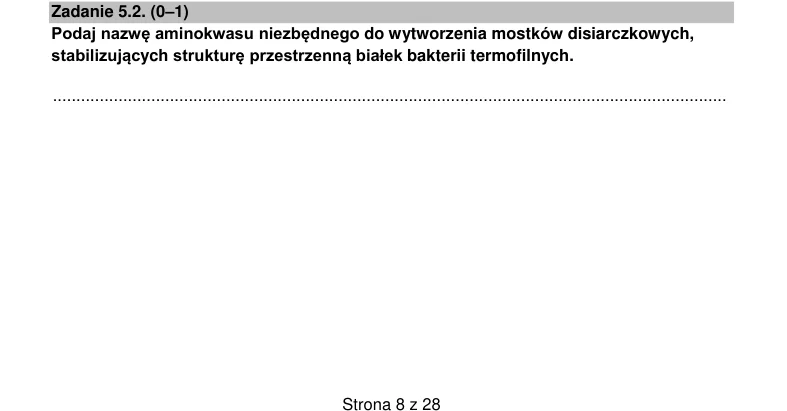 Zadanie 5.2. (0–1)
Podaj nazwę aminokwasu niezbędnego do wytworzenia mostków disiarczkowych,
stabilizujących strukturę przestrzenną białek bakterii termofilnych.
....................................................................................................................................................
Strona 8 z 28